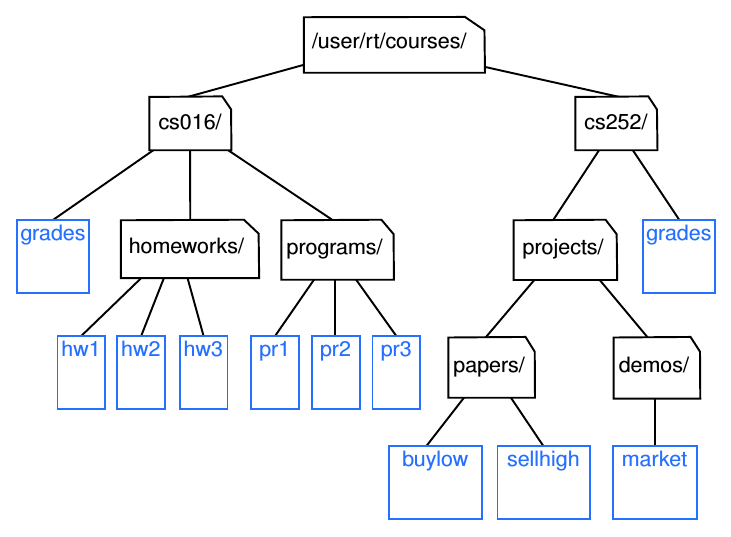 /user/rt/courses/
cs016/
cs252/
grades
homeworks/
programs/
projects/
grades
hw1
hw2
hw3
pr1
pr2
pr3
papers/
demos/
buylow
sellhigh
market